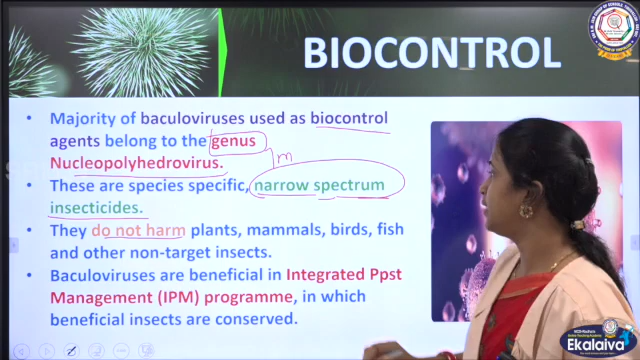 BIOCONTROL
• Majority of baculoviruses used as biocontrol
agents belong to the genus
Nucleopolyhedrovirus.
m
• These are species specific, narrow spectrum
insecticides.
• They do not harm plants, mammals, birds, fish
and other non-target insects.
• Baculoviruses are beneficial in Integrated Ppst
Management (IPM) programme, in which
beneficial insects are conserved.
Ekalaiva